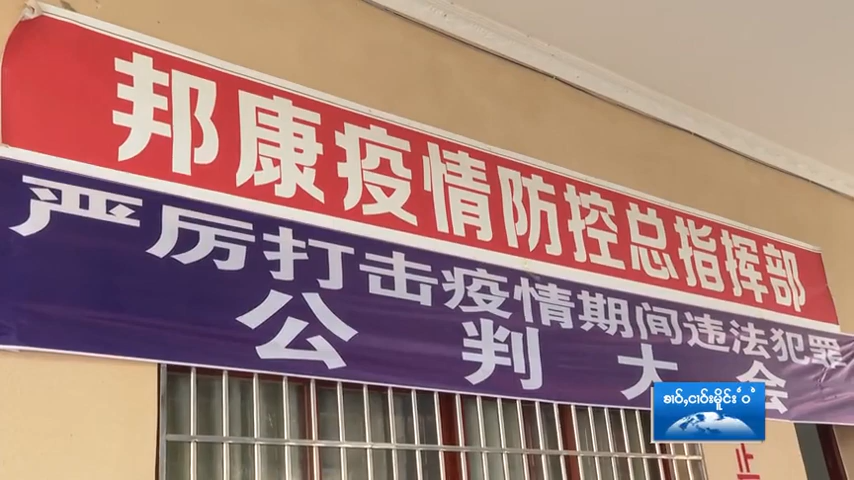 邦康疫情防控总指挥部
严厉打击疫情期间违法犯罪
公判大会
止